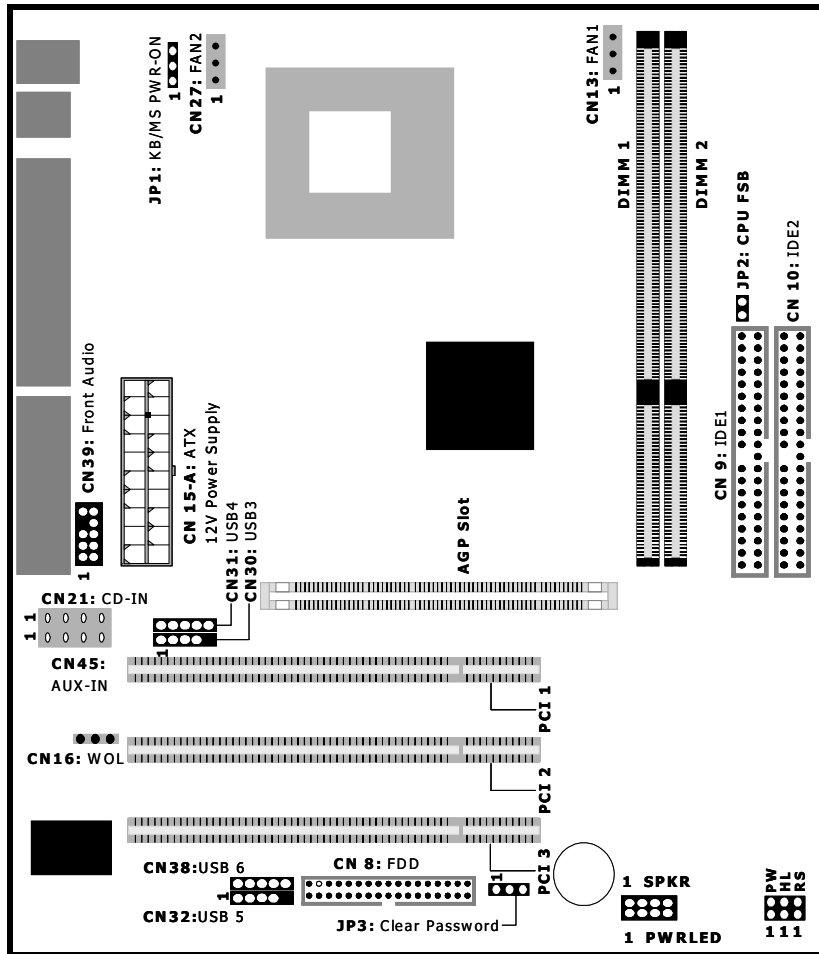 JP1: KB/MS PWR-ON
1
CN27: FAN2
1
CN13: FAN1
1
DIMM 1
DIMM 2
JP2: CPU FSB
CN 10: IDE2
CN 9: IDE1
CN39: Front Audio
1
CN 15-A: ATX
12V Power Supply
CN31: USB4
CN30: USB3
1
AGP Slot
CN21: CD-IN
1 1
CN45:
AUX-IN
PCI 1
CN16: WOL
PCI 2
PCI 3
CN38:USB 6
1
CN32:USB 5
CN 8: FDD
1
JP3: Clear Password
1 SPKR
1 PWRLED
PW
HL
RS
111